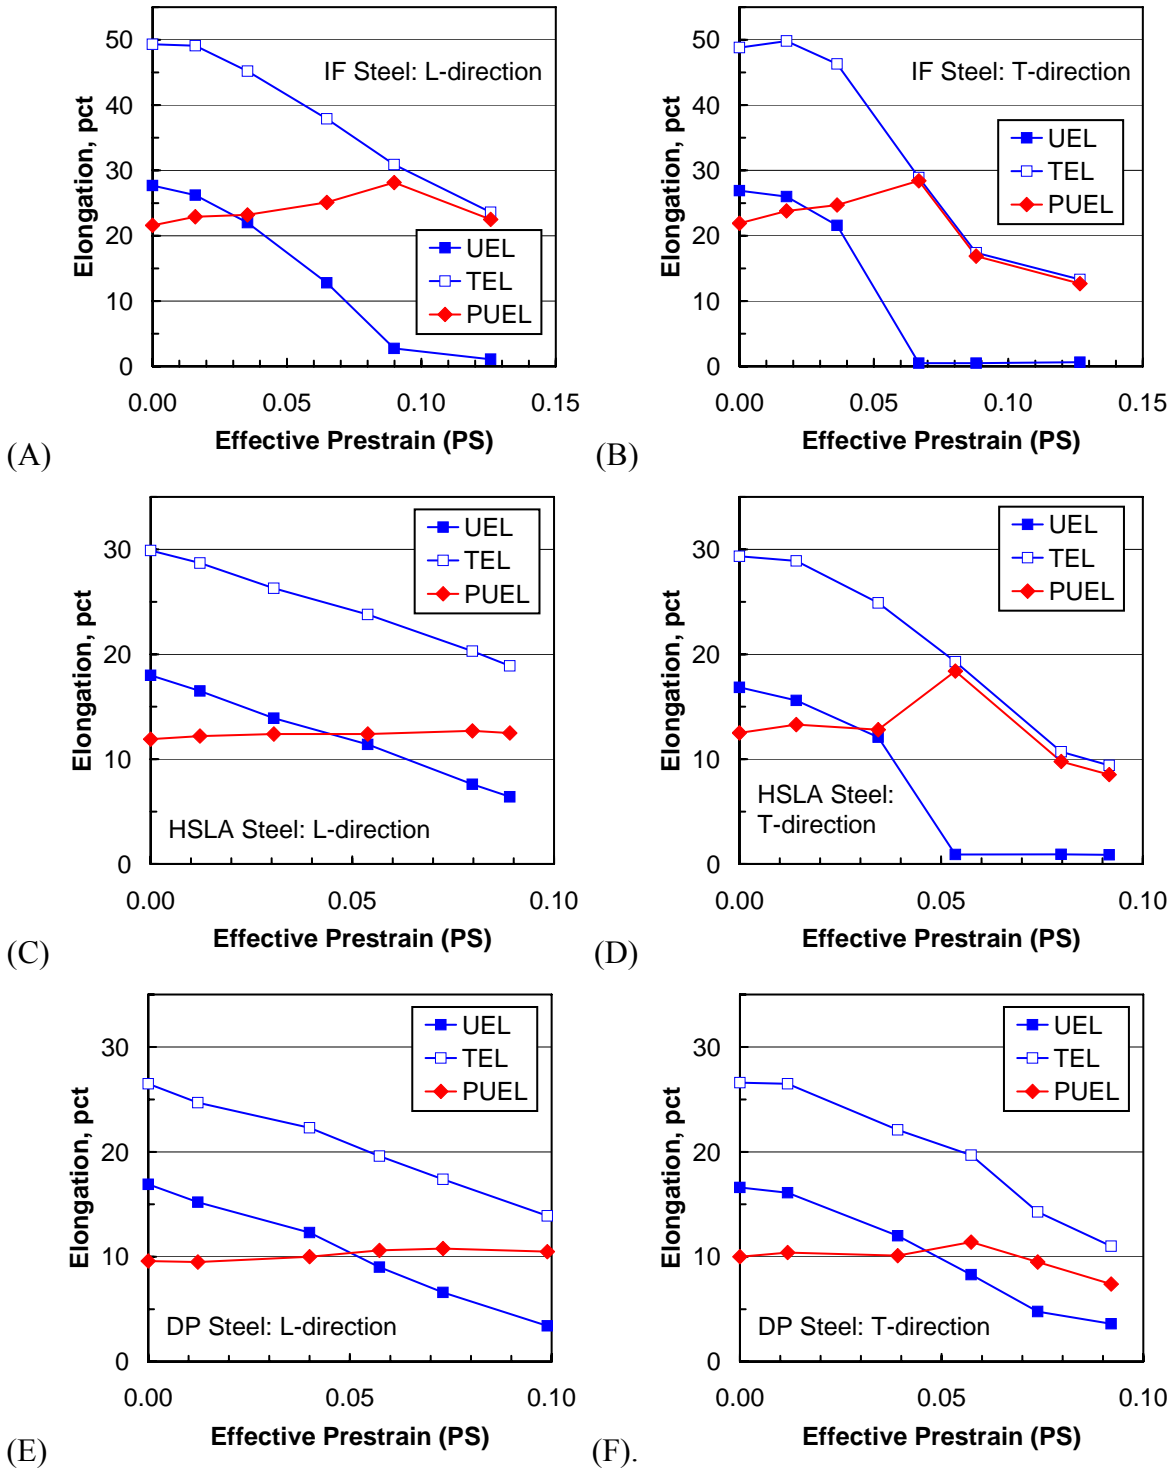 50
40
30
20
10
0
Elongation, pct
IF Steel: L-direction
UEL
TEL
PUEL
0.00 0.05 0.10 0.15
Effective Prestrain (PS)
(A)
50
40
30
20
10
0
Elongation, pct
IF Steel: T-direction
UEL
TEL
PUEL
0.00 0.05 0.10 0.15
Effective Prestrain (PS)
(B)
30
20
10
0
Elongation, pct
UEL
TEL
PUEL
HSLA Steel: L-direction
0.00 0.05 0.10
Effective Prestrain (PS)
(C)
30
20
10
0
Elongation, pct
UEL
TEL
PUEL
HSLA Steel:
T-direction
0.00 0.05 0.10
Effective Prestrain (PS)
(D).
30
20
10
0
Elongation, pct
UEL
TEL
PUEL
DP Steel: L-direction
0.00 0.05 0.10
Effective Prestrain (PS)
(E)
30
20
10
0
Elongation, pct
UEL
TEL
PUEL
DP Steel: T-direction
0.00 0.05 0.10
Effective Prestrain (PS)
(F).